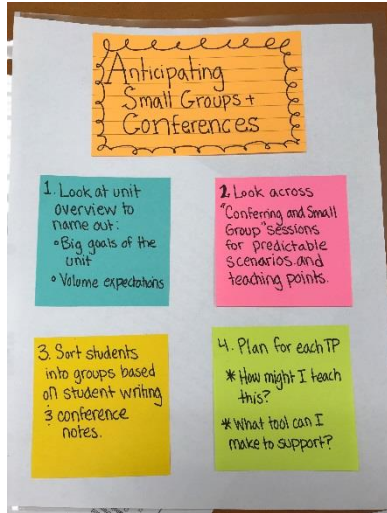 Anticipating
Small Groups +
Conferences
1. Look at unit
overview to
name out:
° Big goals of the
unit
° Volume expectations
2. Look across
"Conferring and Small
Group" sessions
for predictable
scenarios and
teaching points.
3. Sort students
into groups based
off student writing
& conference
notes.
4. Plan for each TP
* How might I teach
this?
* What tool can I
make to support?